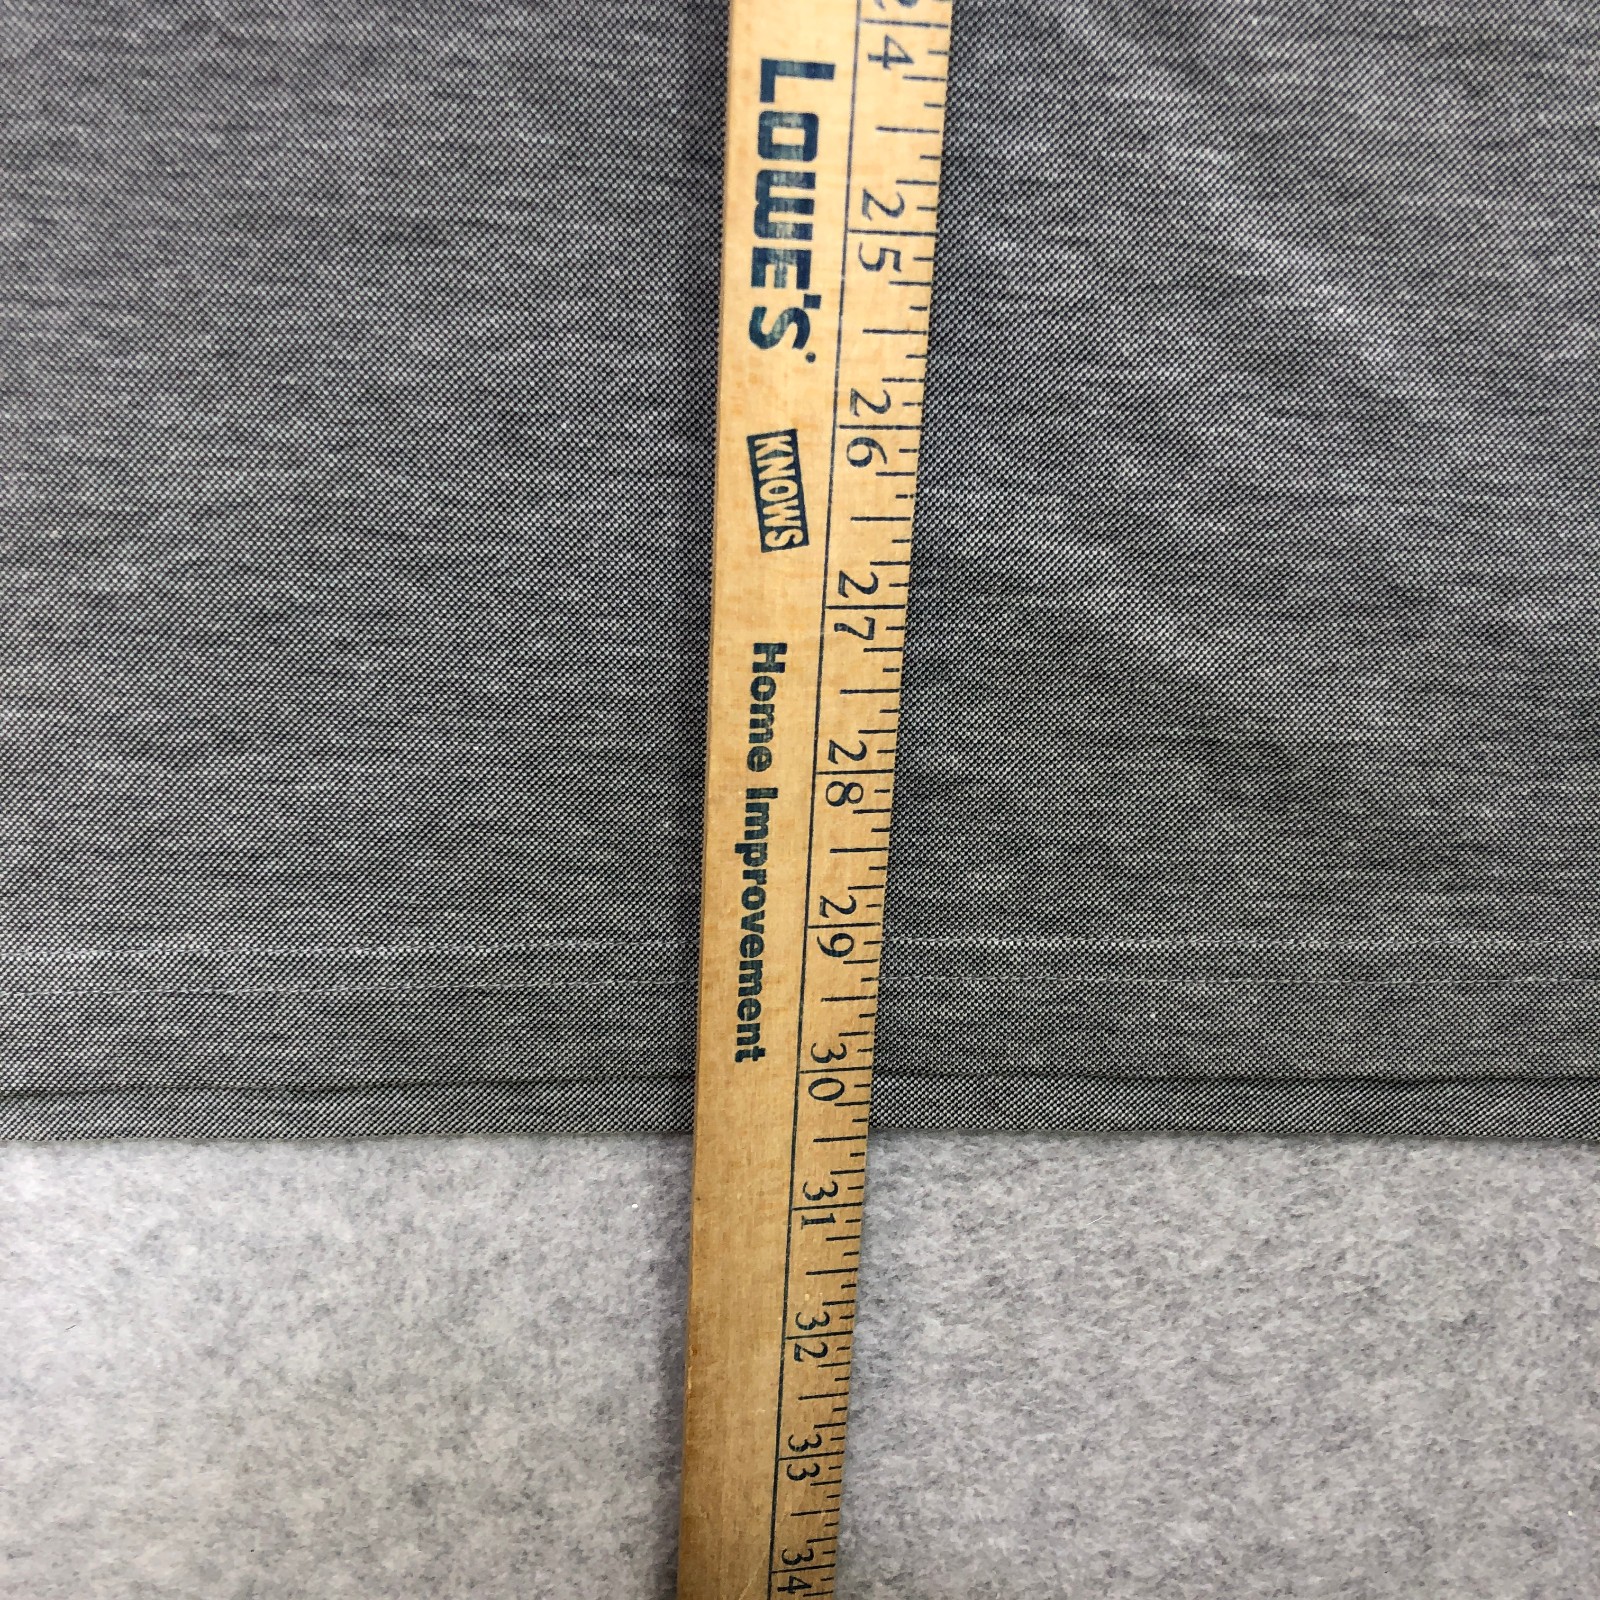 LOWE'S KNOWS Home Improvement
24 25 26 27 28 29 30 31 32 33 34